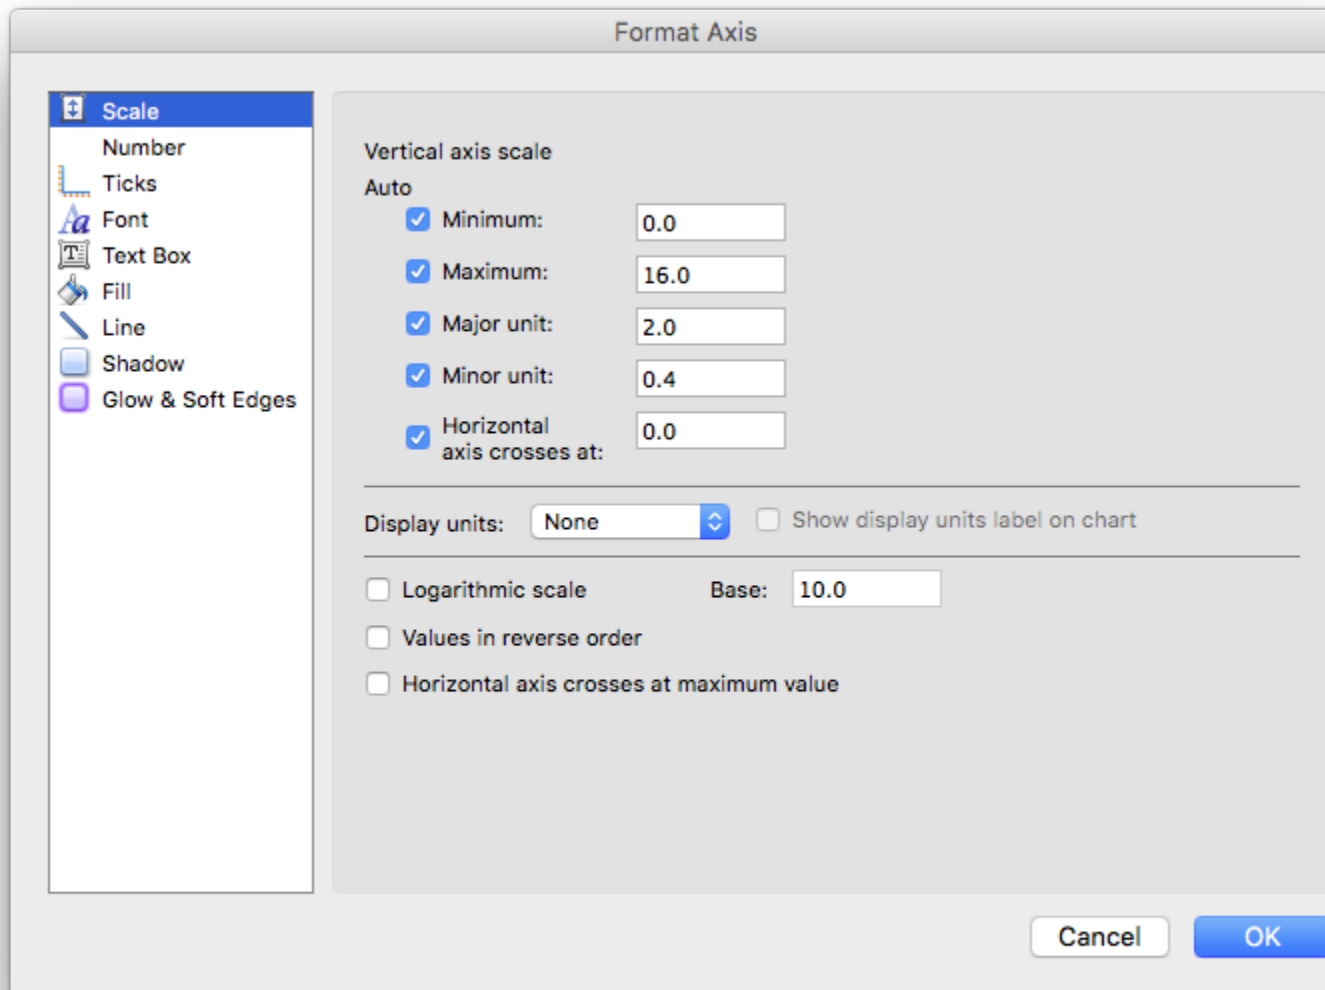 Format Axis
Scale
Number
Ticks
Font
Text Box
Fill
Line
Shadow
Glow & Soft Edges
Vertical axis scale
Auto
Minimum: 0.0
Maximum: 16.0
Major unit: 2.0
Minor unit: 0.4
Horizontal
axis crosses at: 0.0
Display units: None Show display units label on chart
Logarithmic scale Base: 10.0
Values in reverse order
Horizontal axis crosses at maximum value
Cancel OK